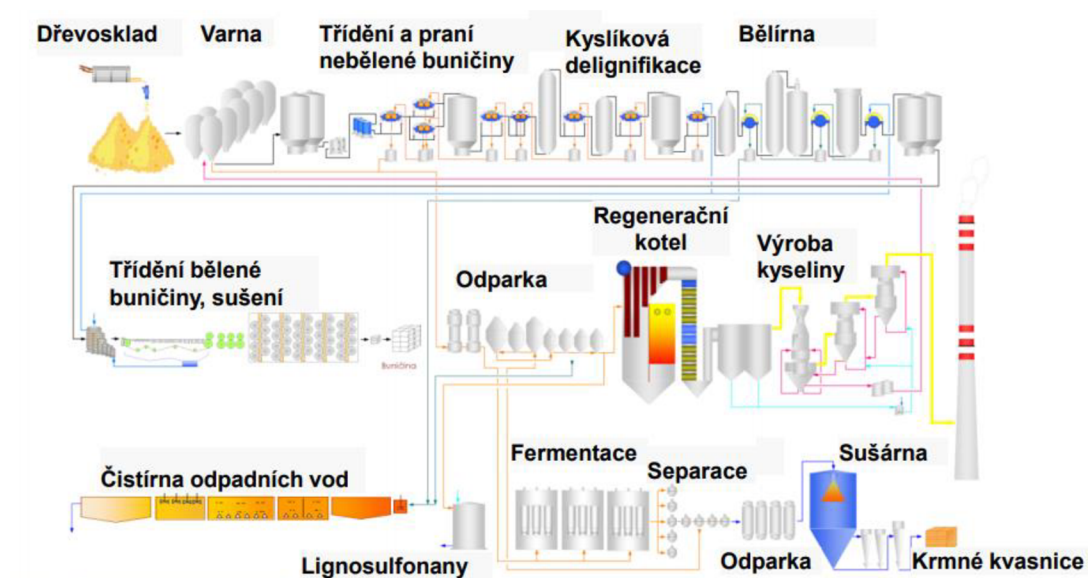 Dřevosklad
Varna
Třídění a praní
nebělené buničiny
Kyslíková
delignifikace
Bělírna
Třídění bělené
buničiny, sušení
Buničina
Odparka
Regenerační
kotel
Výroba
kyseliny
Čistírna odpadních vod
Lignosulfonany
Fermentace
Separace
Odparka
Sušárna
Krmné kvasnice